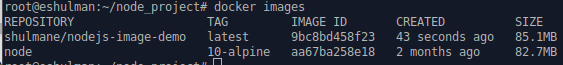 root@eshulman:~/node_project# docker images
REPOSITORY TAG IMAGE ID CREATED SIZE
shulmane/nodejs-image-demo latest 9bc8bd458f23 43 seconds ago 85.1MB
node 10-alpine aa67ba258e18 2 months ago 82.7MB
root@eshulman:~/node_project#